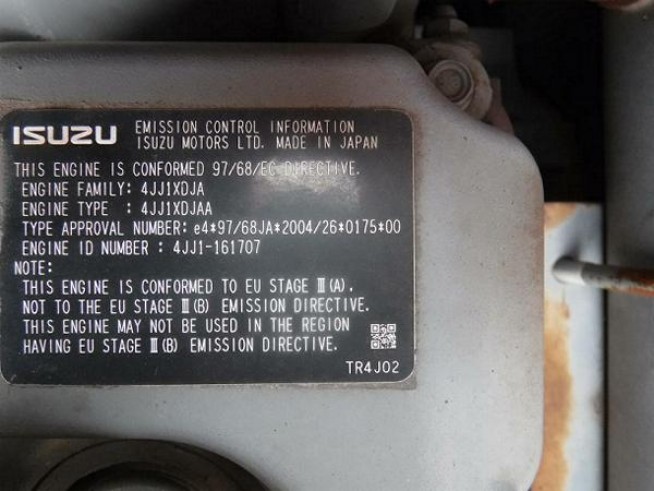 ISUZU EMISSION CONTROL INFORMATION
ISUZU MOTORS LTD. MADE IN JAPAN
THIS ENGINE IS CONFORMED 97/68/EC DIRECTIVE.
ENGINE FAMILY: 4JJ1XDJA
ENGINE TYPE : 4JJ1XDJAA
TYPE APPROVAL NUMBER: e4*97/68JA*2004/26*0175*00
ENGINE ID NUMBER : 4JJ1-161707
NOTE:
THIS ENGINE IS CONFORMED TO EU STAGE Ⅲ(A),
NOT TO THE EU STAGE Ⅲ(B) EMISSION DIRECTIVE.
THIS ENGINE MAY NOT BE USED IN THE REGION
HAVING EU STAGE Ⅲ(B) EMISSION DIRECTIVE.
TR4J02